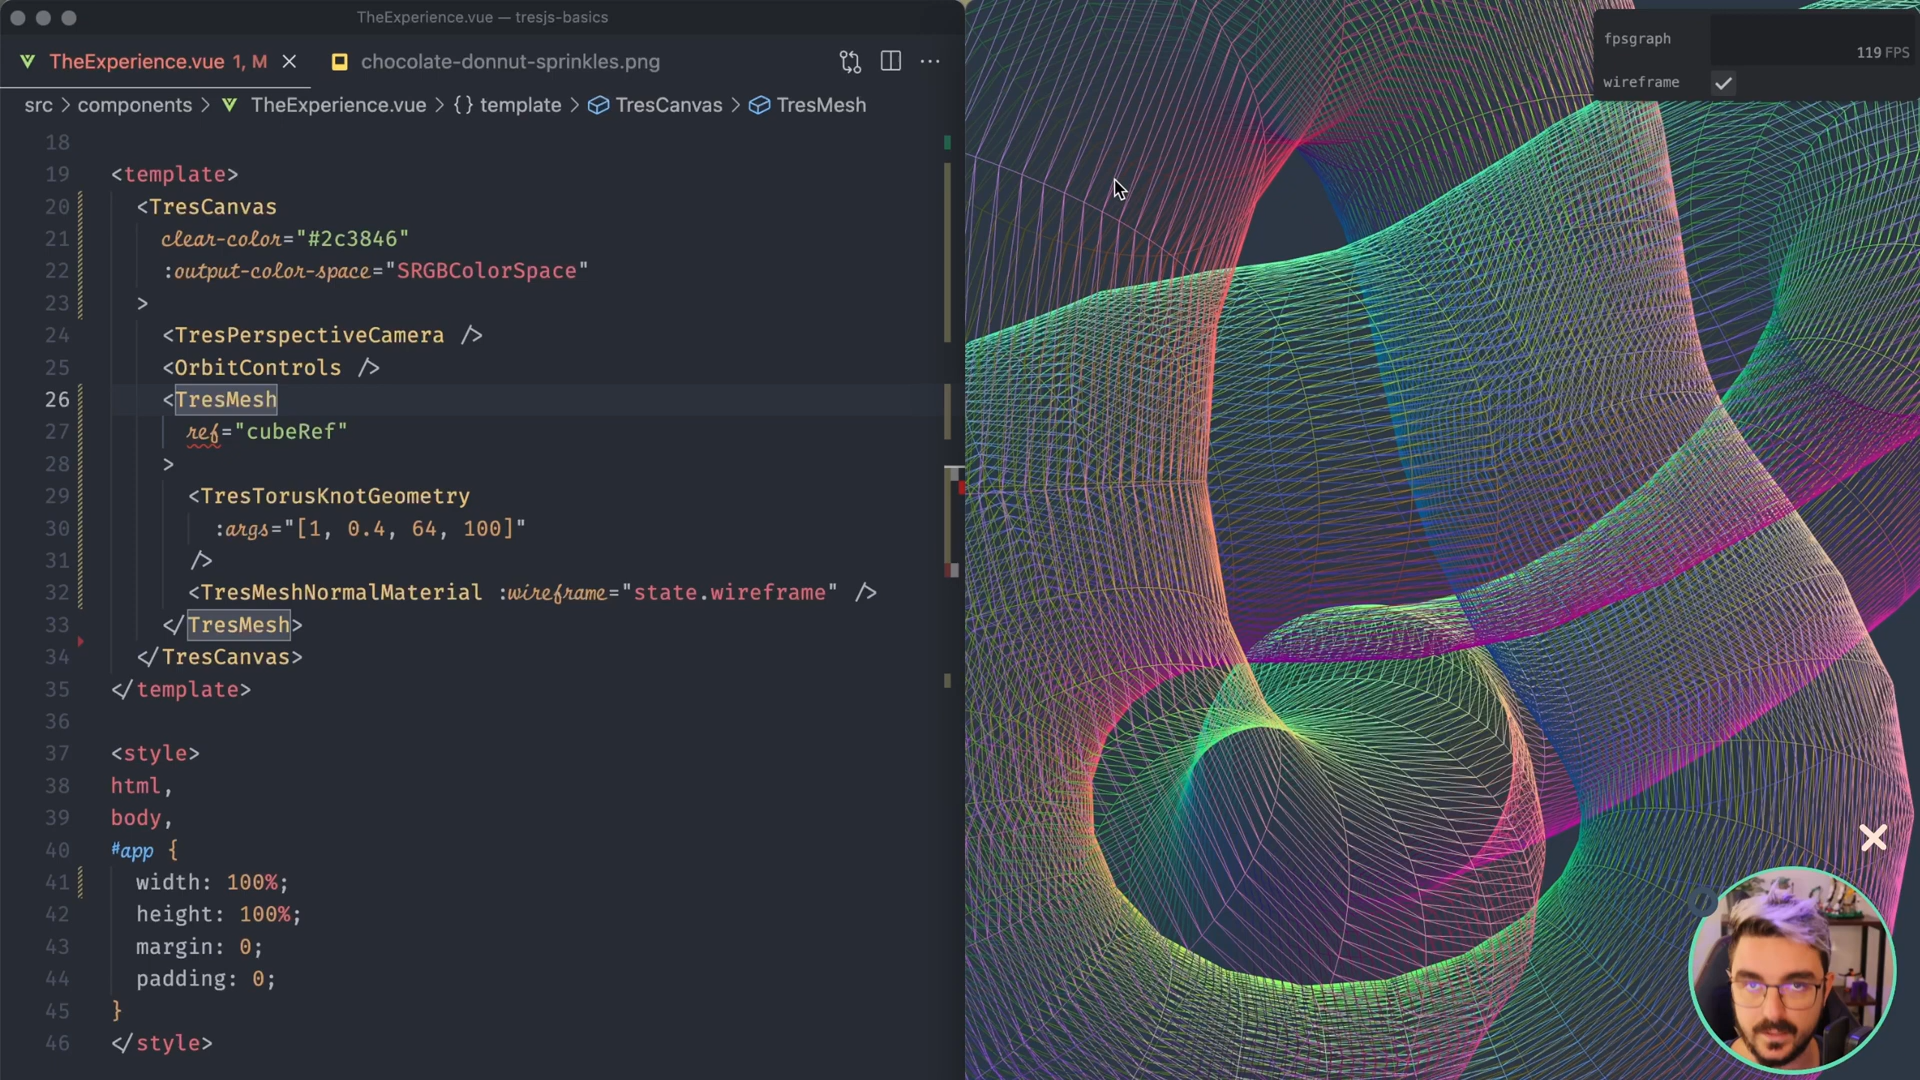 TheExperience.vue — tresjs-basics
TheExperience.vue 1, M
chocolate-donnut-sprinkles.png
src > components > TheExperience.vue > {} template > TresCanvas > TresMesh
18
19 <template>
20 <TresCanvas
21 clear-color="#2c3846"
22 :output-color-space="SRGBColorSpace"
23 >
24 <TresPerspectiveCamera />
25 <OrbitControls />
26 <TresMesh
27 ref="cubeRef"
28 >
29 <TresTorusKnotGeometry
30 :args="[1, 0.4, 64, 100]"
31 />
32 <TresMeshNormalMaterial :wireframe="state.wireframe" />
33 </TresMesh>
34 </TresCanvas>
35 </template>
36
37 <style>
38 html,
39 body,
40 #app {
41 width: 100%;
42 height: 100%;
43 margin: 0;
44 padding: 0;
45 }
46 </style>
fpsgraph
119 FPS
wireframe